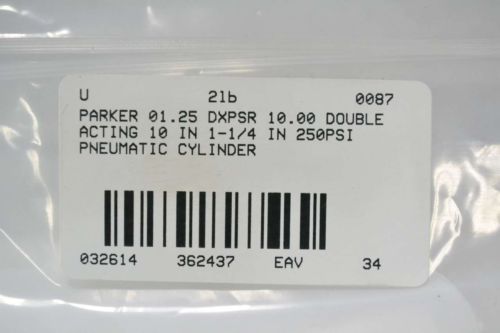 U 21b 0087
PARKER 01.25 DXPSR 10.00 DOUBLE
ACTING 10 IN 1-1/4 IN 250PSI
PNEUMATIC CYLINDER
032614 362437 EAV 34